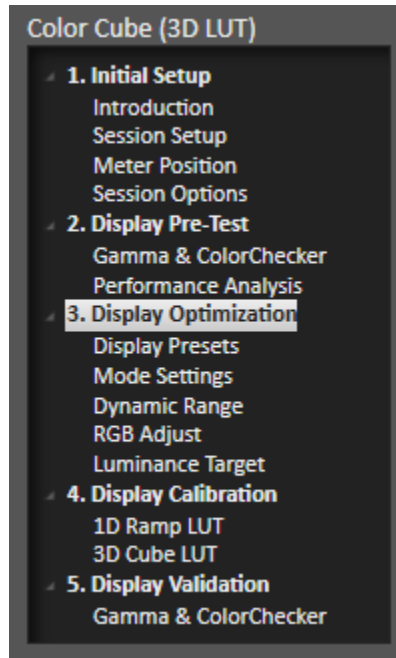 Color Cube (3D LUT)
1. Initial Setup
Introduction
Session Setup
Meter Position
Session Options
2. Display Pre-Test
Gamma & ColorChecker
Performance Analysis
3. Display Optimization
Display Presets
Mode Settings
Dynamic Range
RGB Adjust
Luminance Target
4. Display Calibration
1D Ramp LUT
3D Cube LUT
5. Display Validation
Gamma & ColorChecker